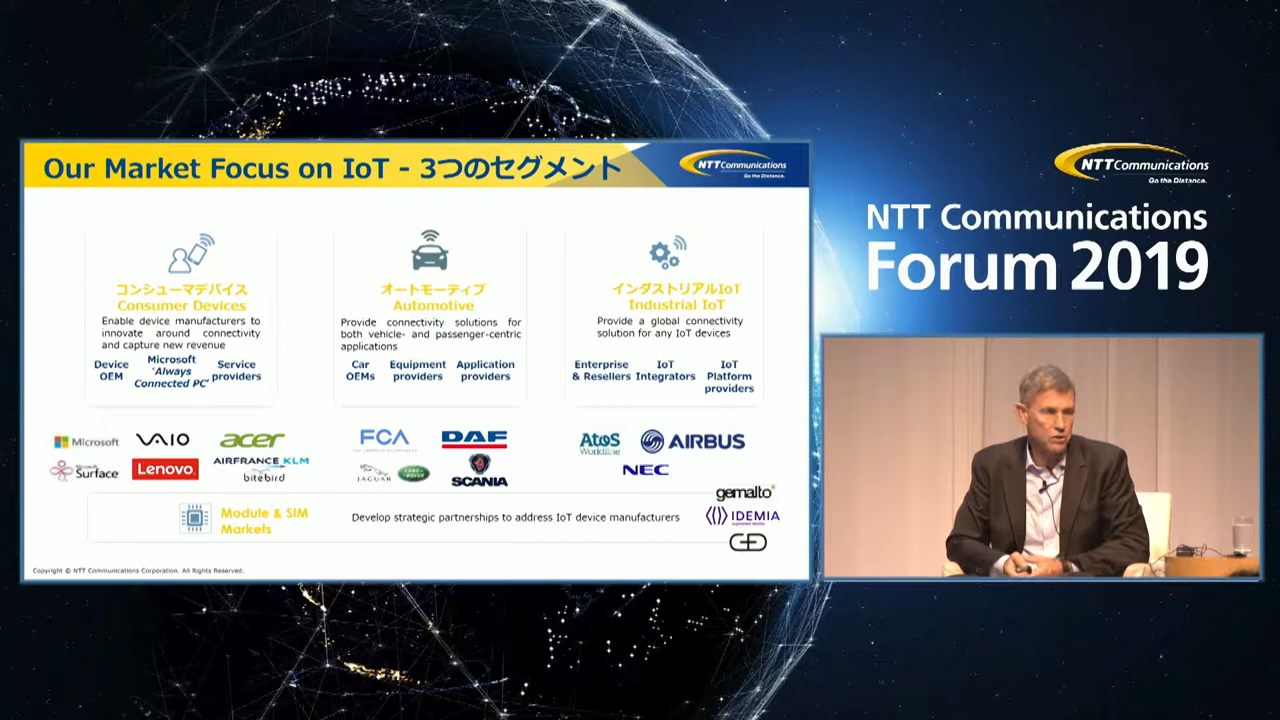 Our Market Focus on IoT - 3つのセグメント
NTT Communications
Go the Distance.
コンシューマデバイス
Consumer Devices
Enable device manufacturers to
innovate around connectivity
and capture new revenue
Device
OEM
Microsoft
'Always
Connected PC'
Service
providers
オートモーティブ
Automotive
Provide connectivity solutions for
both vehicle- and passenger-centric
applications
Car
OEMs
Equipment
providers
Application
providers
インダストリアルIoT
Industrial IoT
Provide a global connectivity
solution for any IoT devices
Enterprise
& Resellers
IoT
Integrators
IoT
Platform
providers
Microsoft
VAIO
acer
Surface
Lenovo
AIRFRANCE KLM
bitebird
FCA
DAF
JAGUAR
SCANIA
Atos
Worldline
AIRBUS
NEC
Module & SIM
Markets
Develop strategic partnerships to address IoT device manufacturers
gemalto
IDEMIA
G+D
Copyright © NTT Communications Corporation. All Rights Reserved.
NTT Communications
Go the Distance.
NTT Communications
Forum 2019